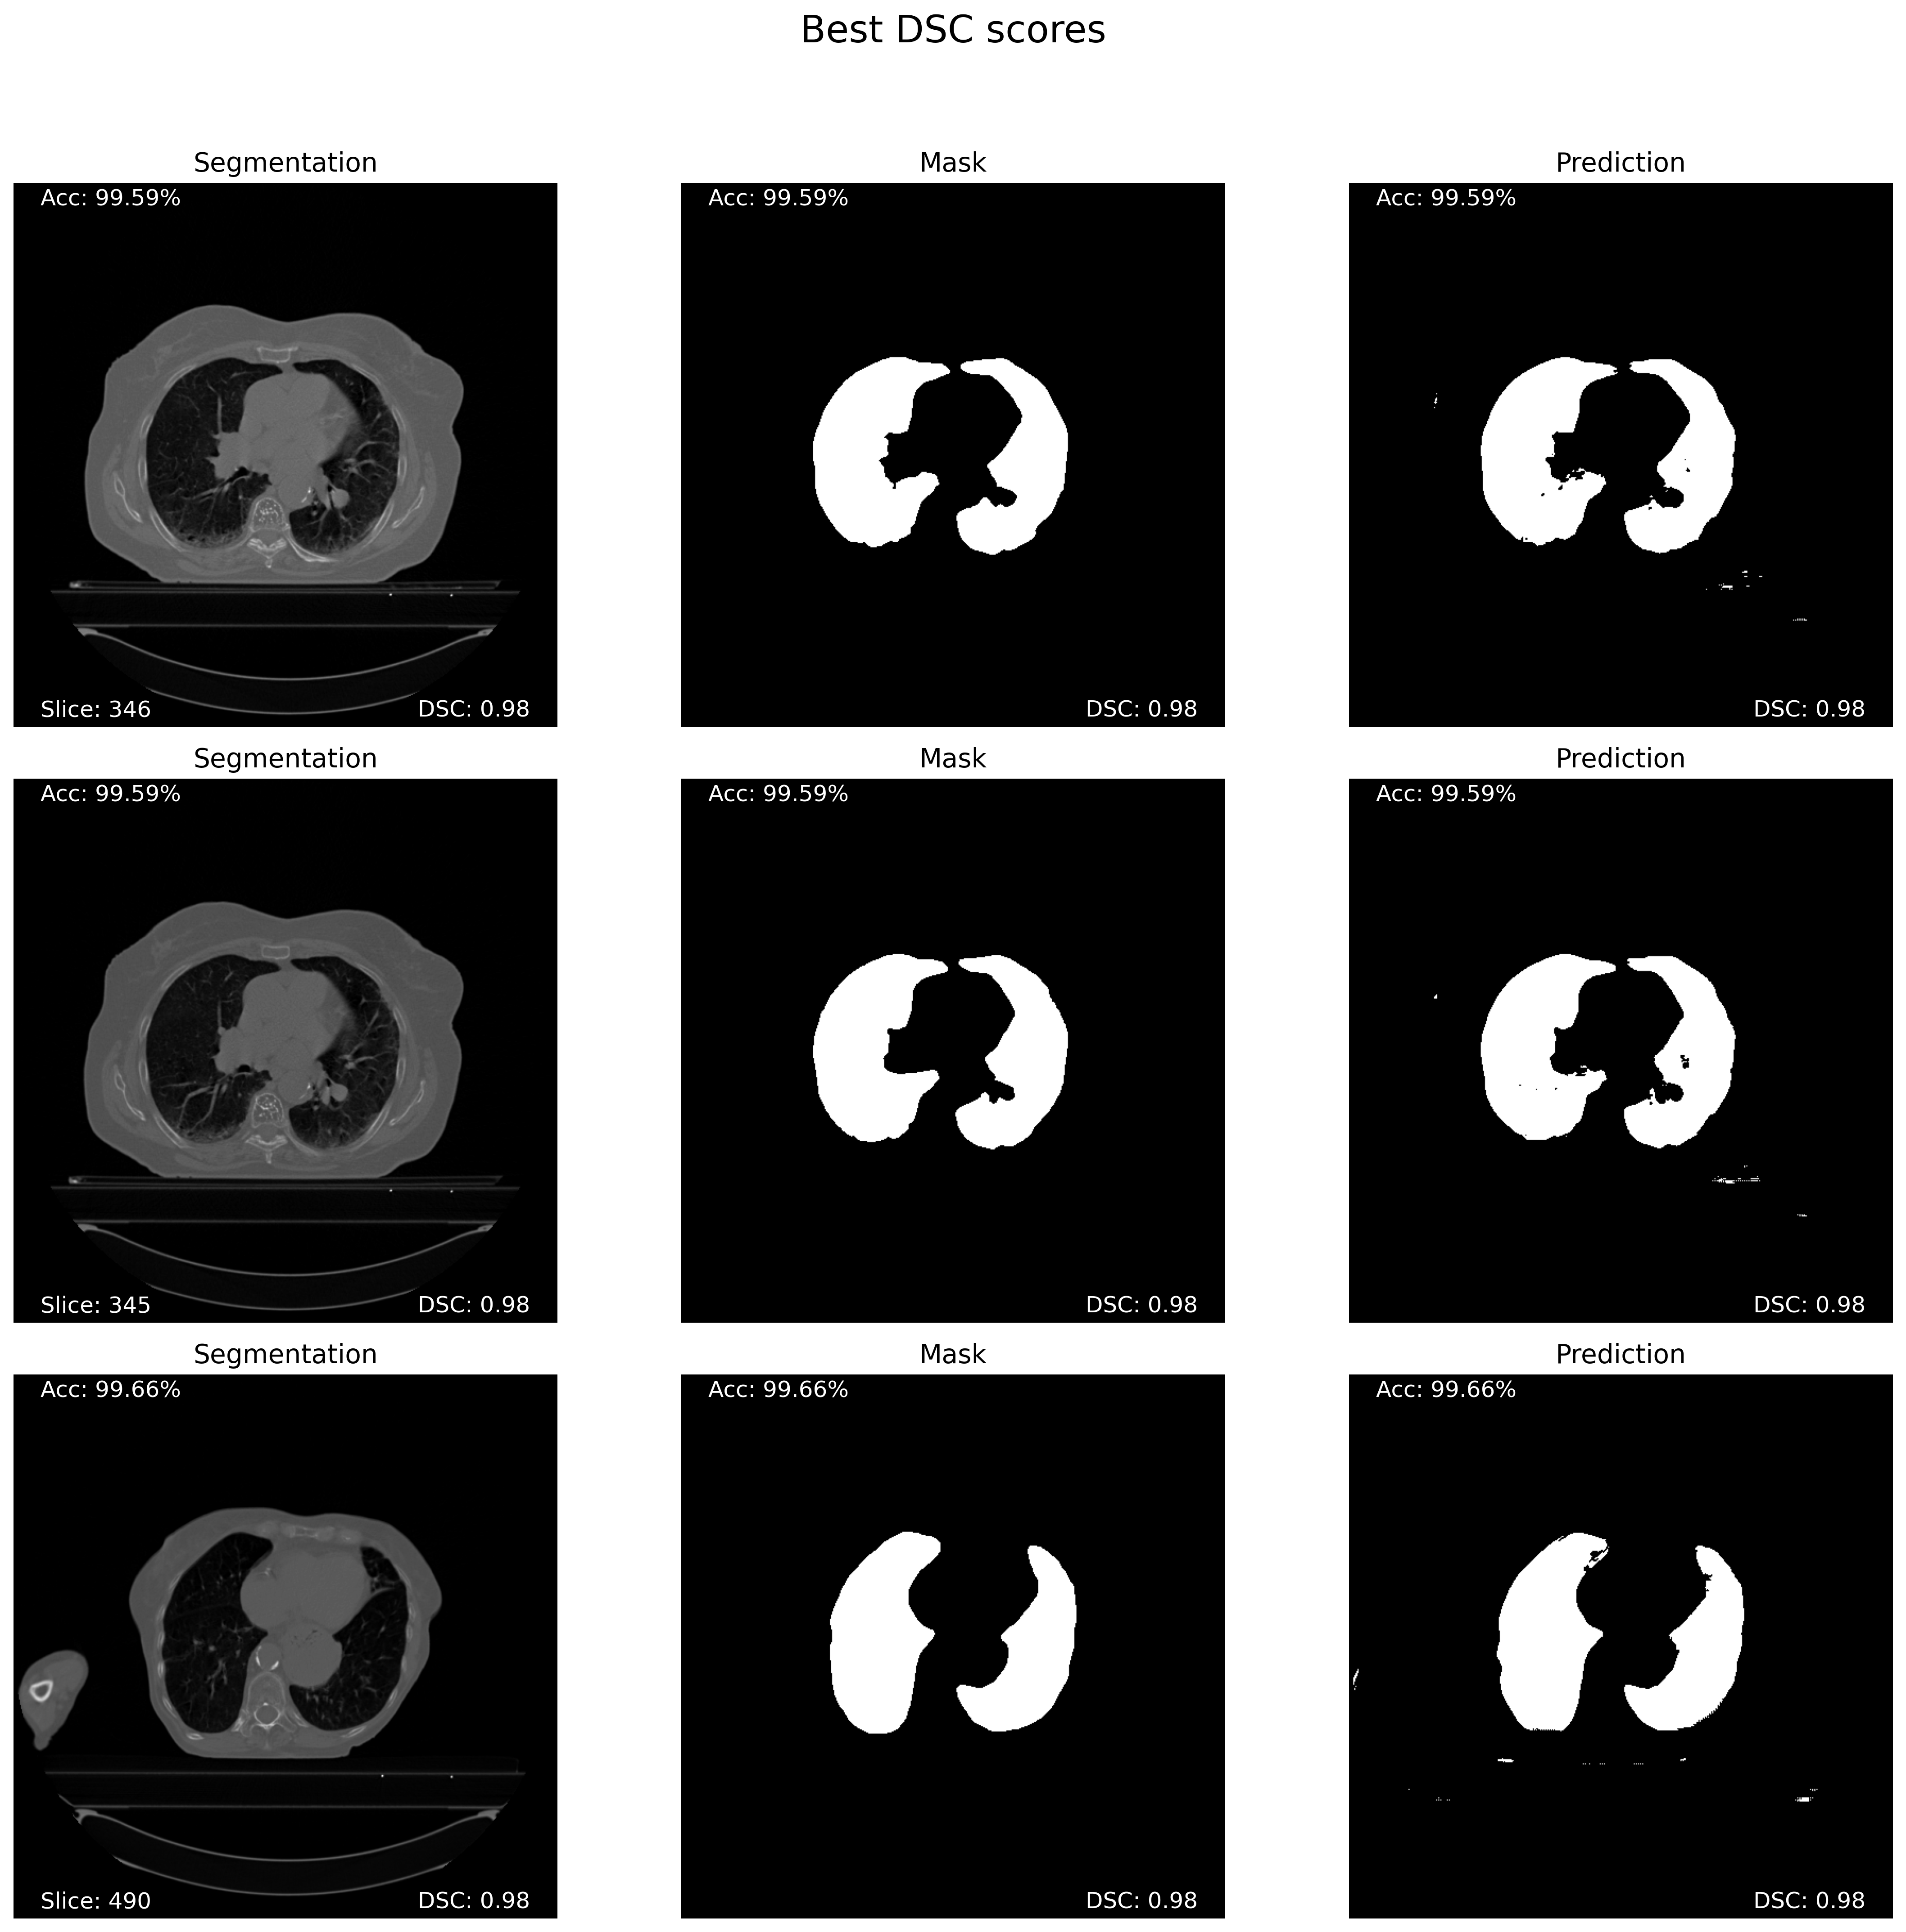 Best DSC scores
Segmentation
Mask
Prediction
Acc: 99.59%
Acc: 99.59%
Acc: 99.59%
Slice: 346
DSC: 0.98
DSC: 0.98
DSC: 0.98
Segmentation
Mask
Prediction
Acc: 99.59%
Acc: 99.59%
Acc: 99.59%
Slice: 345
DSC: 0.98
DSC: 0.98
DSC: 0.98
Segmentation
Mask
Prediction
Acc: 99.66%
Acc: 99.66%
Acc: 99.66%
Slice: 490
DSC: 0.98
DSC: 0.98
DSC: 0.98